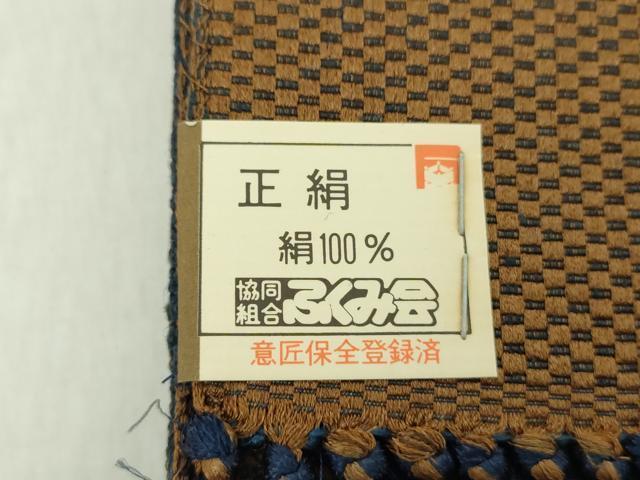 正絹
絹100%
協同組合 ふくみ会
意匠保全登録済